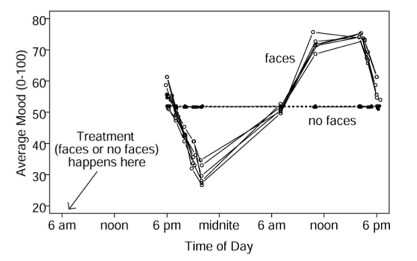 Average Mood (0-100)
80
70
60
50
40
30
20
faces
no faces
Treatment
(faces or no faces)
happens here
6 am
noon
6 pm
midnite
6 am
noon
6 pm
Time of Day